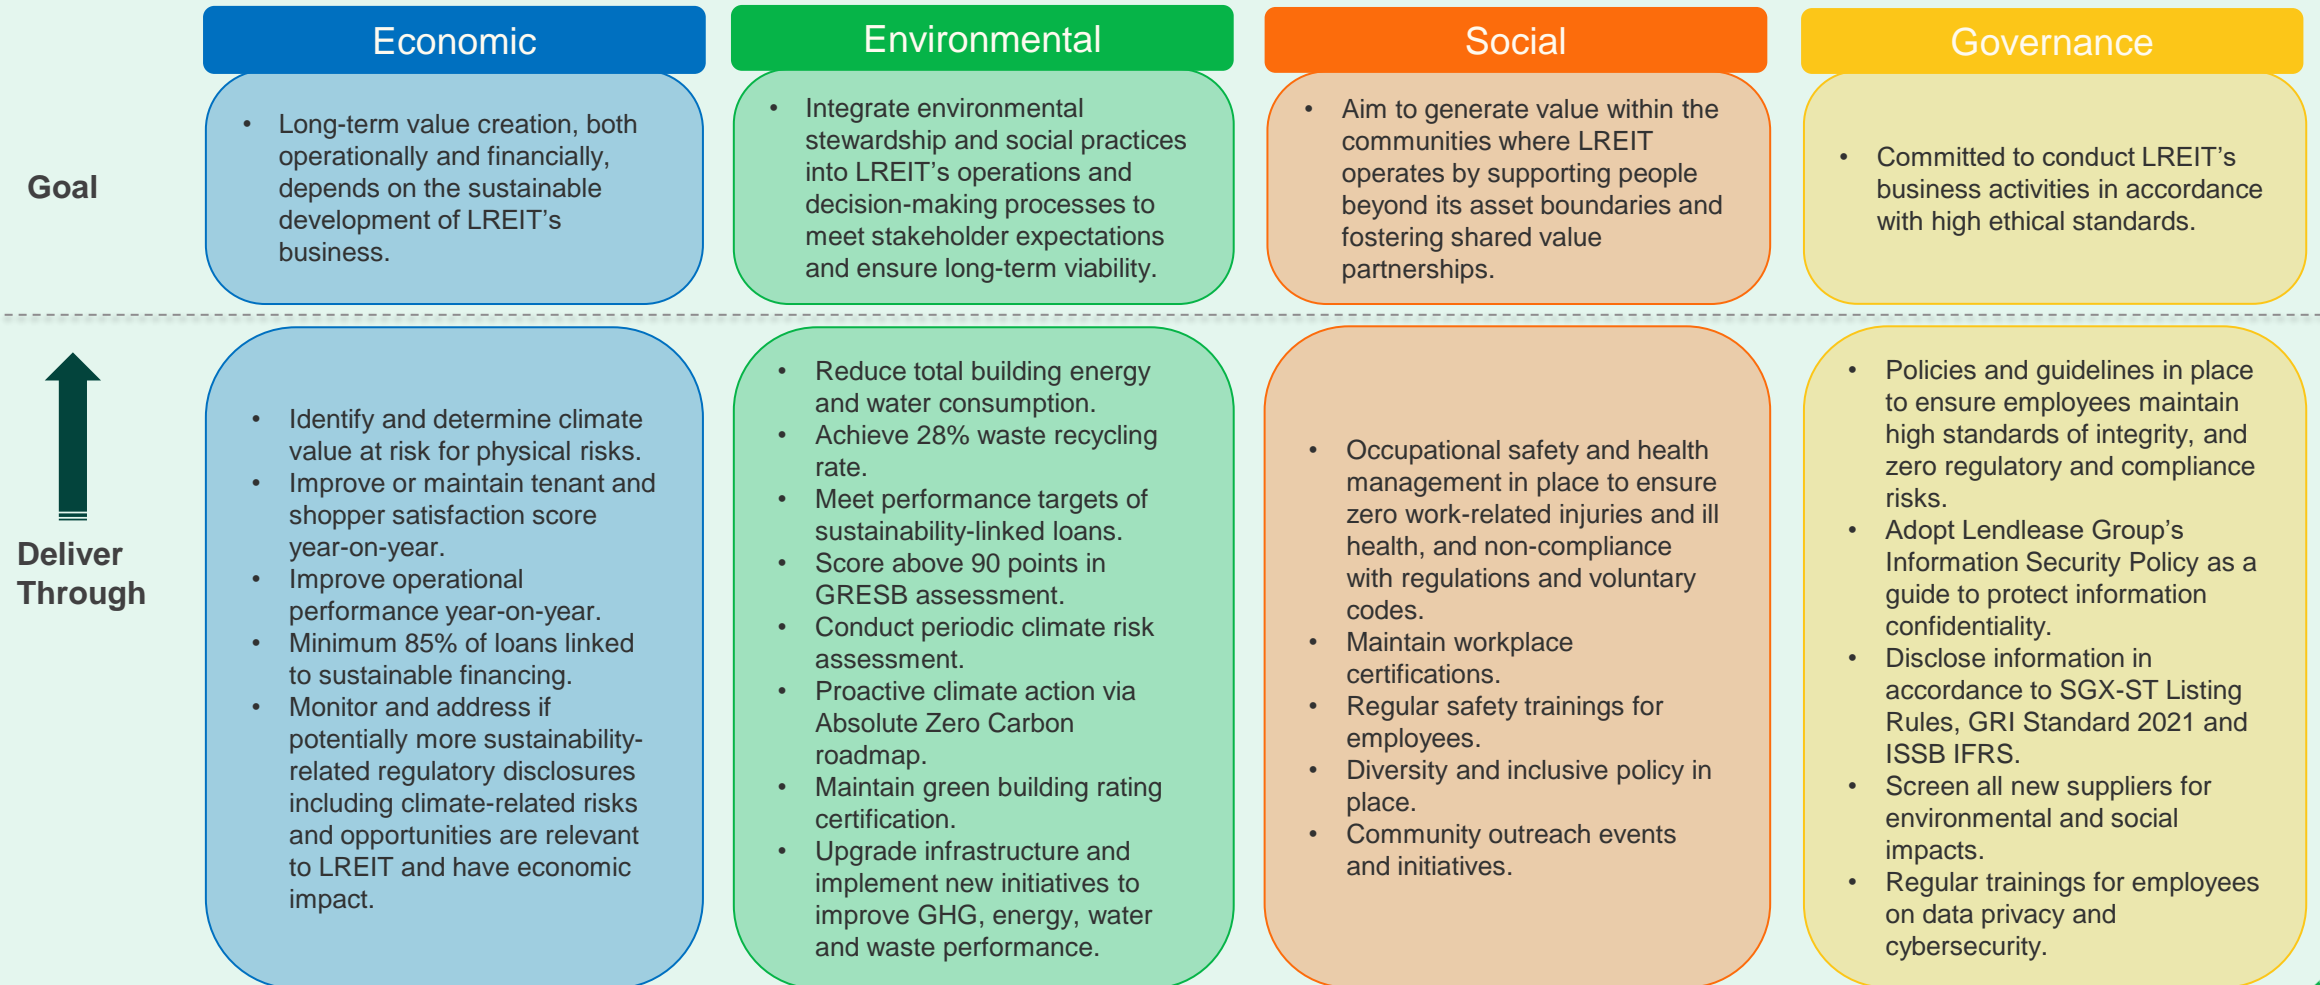 Economic
Environmental
Social
Governance
Goal
• Long-term value creation, both
operationally and financially,
depends on the sustainable
development of LREIT’s
business.
• Integrate environmental
stewardship and social practices
into LREIT’s operations and
decision-making processes to
meet stakeholder expectations
and ensure long-term viability.
• Aim to generate value within the
communities where LREIT
operates by supporting people
beyond its asset boundaries and
fostering shared value
partnerships.
• Committed to conduct LREIT’s
business activities in accordance
with high ethical standards.
Deliver
Through
• Identify and determine climate
value at risk for physical risks.
• Improve or maintain tenant and
shopper satisfaction score
year-on-year.
• Improve operational
performance year-on-year.
• Minimum 85% of loans linked
to sustainable financing.
• Monitor and address if
potentially more sustainability-
related regulatory disclosures
including climate-related risks
and opportunities are relevant
to LREIT and have economic
impact.
• Reduce total building energy
and water consumption.
• Achieve 28% waste recycling
rate.
• Meet performance targets of
sustainability-linked loans.
• Score above 90 points in
GRESB assessment.
• Conduct periodic climate risk
assessment.
• Proactive climate action via
Absolute Zero Carbon
roadmap.
• Maintain green building rating
certification.
• Upgrade infrastructure and
implement new initiatives to
improve GHG, energy, water
and waste performance.
• Occupational safety and health
management in place to ensure
zero work-related injuries and ill
health, and non-compliance
with regulations and voluntary
codes.
• Maintain workplace
certifications.
• Regular safety trainings for
employees.
• Diversity and inclusive policy in
place.
• Community outreach events
and initiatives.
• Policies and guidelines in place
to ensure employees maintain
high standards of integrity, and
zero regulatory and compliance
risks.
• Adopt Lendlease Group’s
Information Security Policy as a
guide to protect information
confidentiality.
• Disclose information in
accordance to SGX-ST Listing
Rules, GRI Standard 2021 and
ISSB IFRS.
• Screen all new suppliers for
environmental and social
impacts.
• Regular trainings for employees
on data privacy and
cybersecurity.